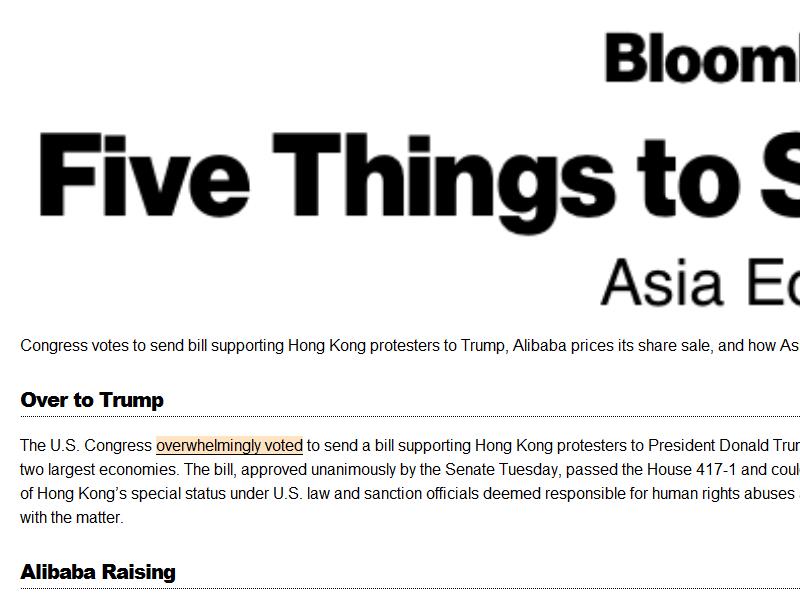 Bloom
Five Things to S
Asia Ed
Congress votes to send bill supporting Hong Kong protesters to Trump, Alibaba prices its share sale, and how As
Over to Trump
The U.S. Congress overwhelmingly voted to send a bill supporting Hong Kong protesters to President Donald Trum
two largest economies. The bill, approved unanimously by the Senate Tuesday, passed the House 417-1 and coul
of Hong Kong’s special status under U.S. law and sanction officials deemed responsible for human rights abuses
with the matter.
Alibaba Raising